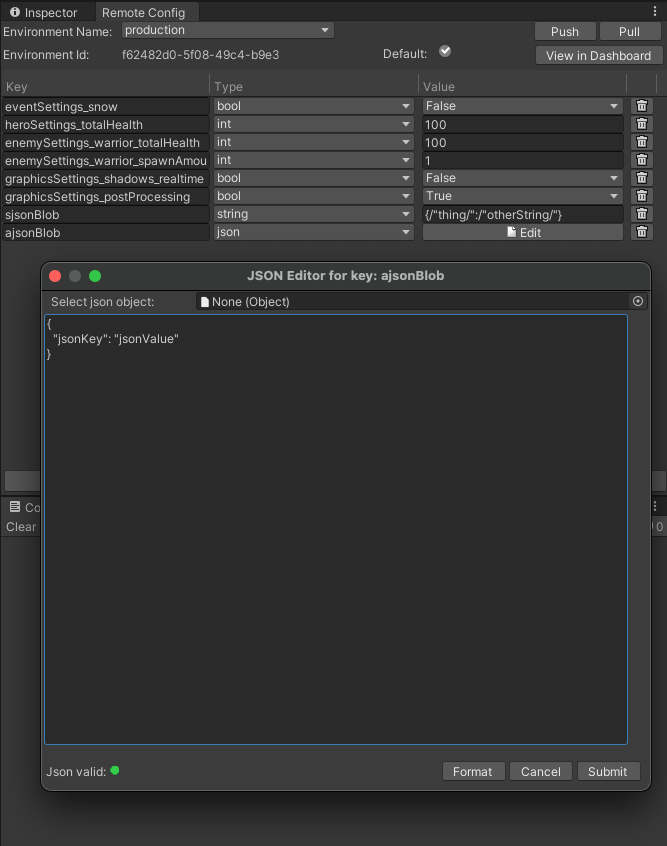 Inspector
Remote Config
Environment Name: production Push Pull
Environment Id: f62482d0-5f08-49c4-b9e3 Default: View in Dashboard
Key Type Value
eventSettings_snow bool False
heroSettings_totalHealth int 100
enemySettings_warrior_totalHealth int 100
enemySettings_warrior_spawnAmou int 1
graphicsSettings_shadows_realtime bool False
graphicsSettings_postProcessing bool True
sjsonBlob string {/"thing/":/"otherString/"}
ajsonBlob json Edit
JSON Editor for key: ajsonBlob
Select json object: None (Object)
{
"jsonKey": "jsonValue"
}
Co
Clear 0
Json valid: Format Cancel Submit